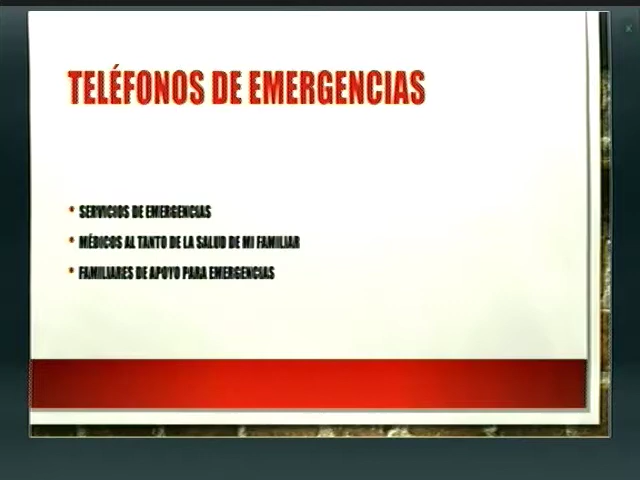 TELÉFONOS DE EMERGENCIAS
• SERVICIOS DE EMERGENCIAS
• MÉDICOS AL TANTO DE LA SALUD DE MI FAMILIAR
• FAMILIARES DE APOYO PARA EMERGENCIAS